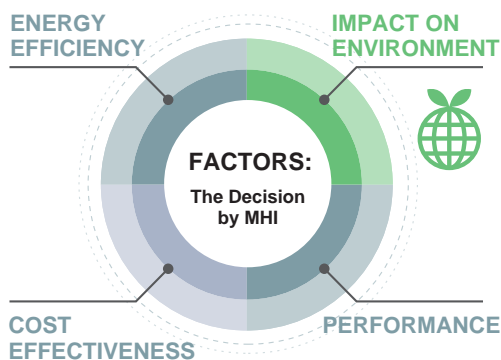 ENERGY
EFFICIENCY
IMPACT ON
ENVIRONMENT
FACTORS:
The Decision
by MHI
COST
EFFECTIVENESS
PERFORMANCE